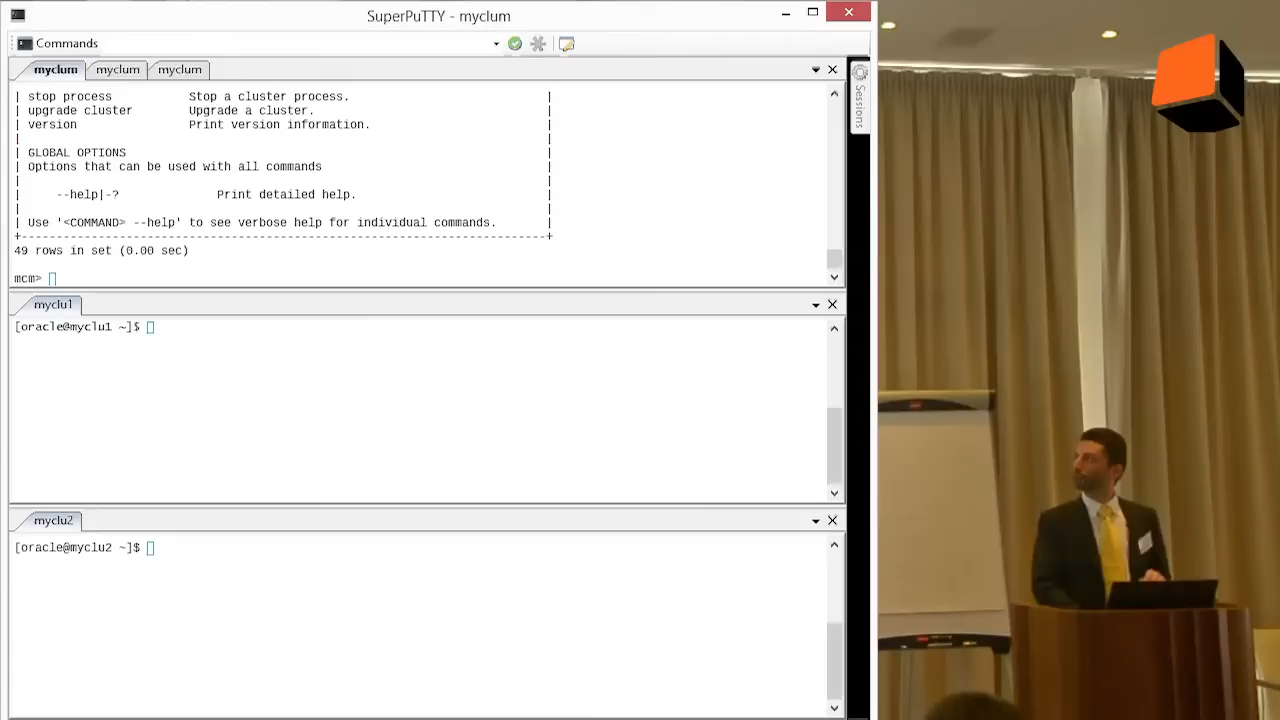 SuperPuTTY - myclum
Commands
myclum
myclum
myclum
Sessions
| stop process Stop a cluster process. |
| upgrade cluster Upgrade a cluster. |
| version Print version information. |
| |
| GLOBAL OPTIONS |
| Options that can be used with all commands |
| |
| --help|-? Print detailed help. |
| |
| Use '<COMMAND> --help' to see verbose help for individual commands. |
+---------------------------------------------------------------------------+
49 rows in set (0.00 sec)
mcm>
myclu1
[oracle@myclu1 ~]$
myclu2
[oracle@myclu2 ~]$